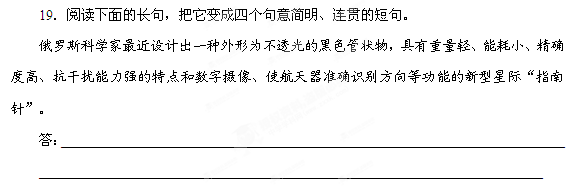 19．阅读下面的长句，把它变成四个句意简明、连贯的短句。
俄罗斯科学家最近设计出一种外形为不透光的黑色管状物，具有重量轻、能耗小、精确
度高、抗干扰能力强的特点和数字摄像、使航天器准确识别方向等功能的新型星际“指南
针”。
答：